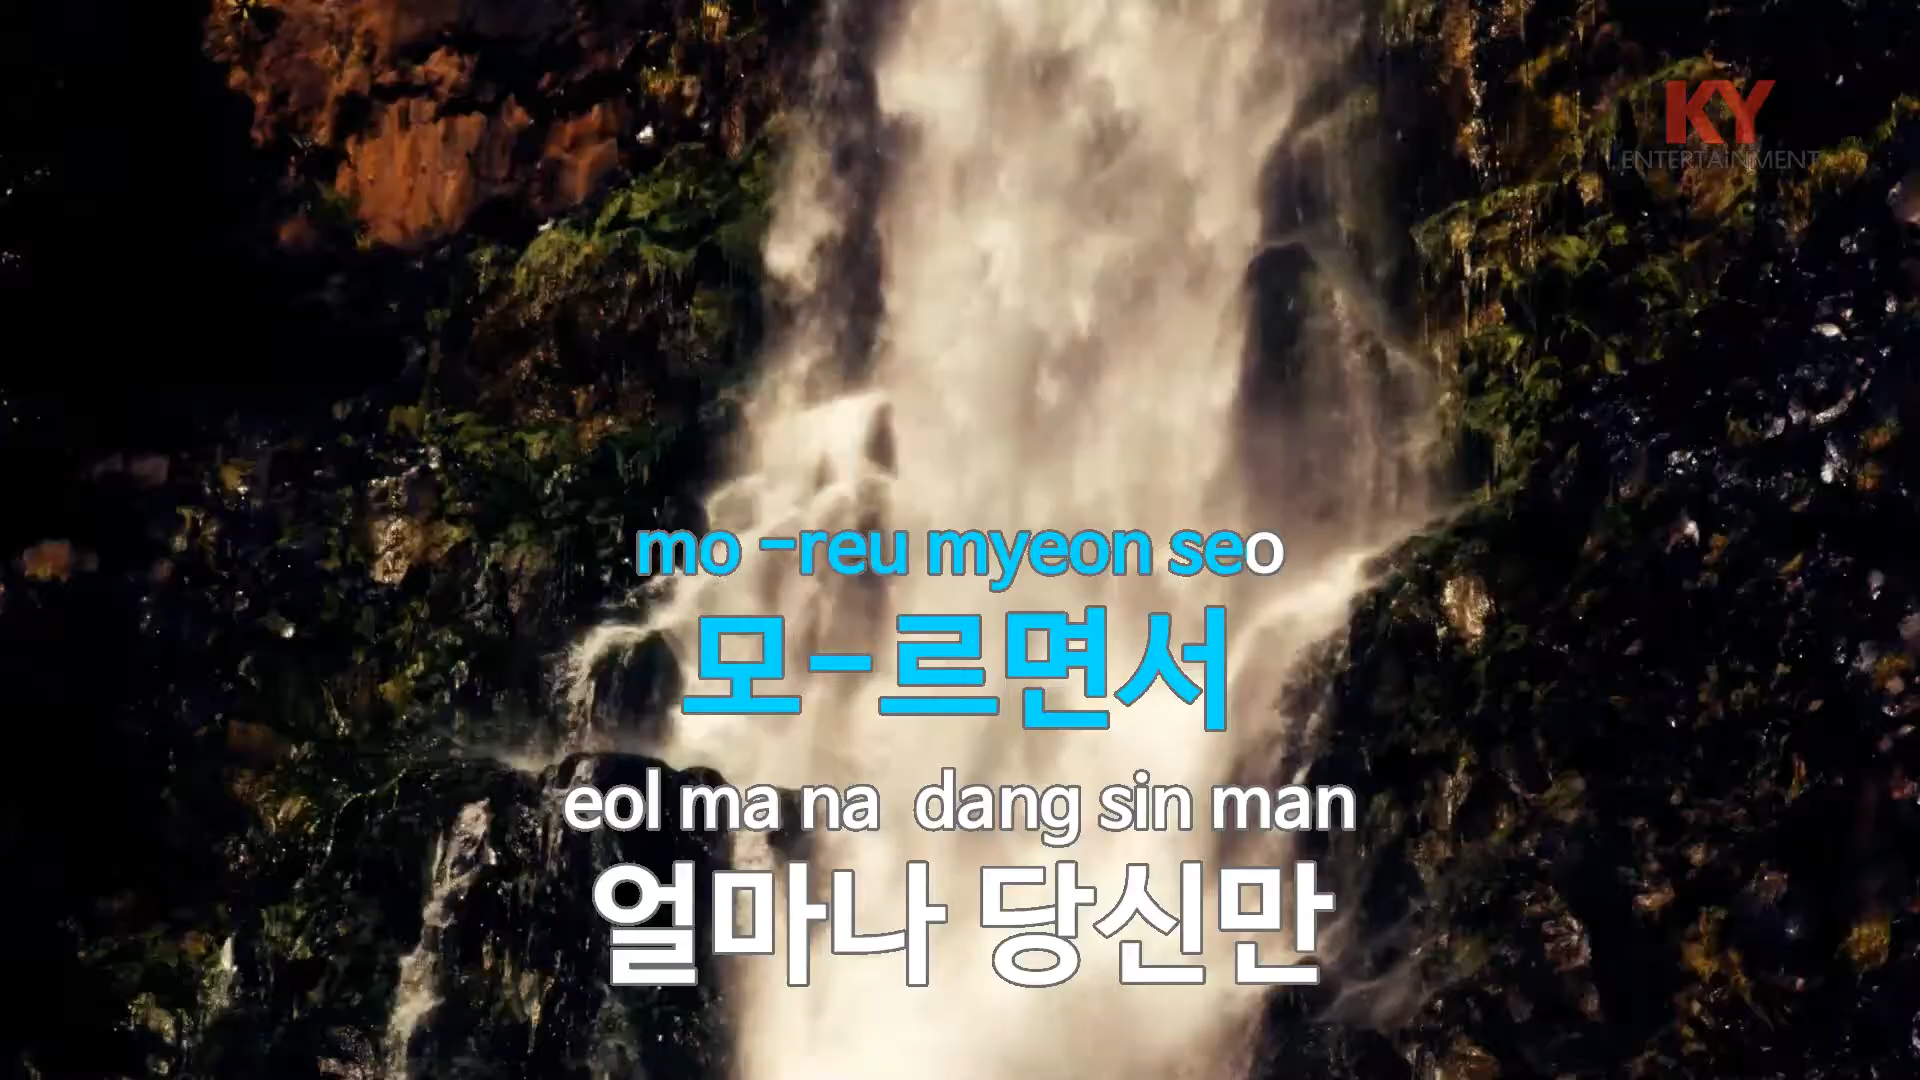 KY
ENTERTAiNMENT
mo -reu myeon seo
모-르면서
eol ma na dang sin man
얼마나 당신만